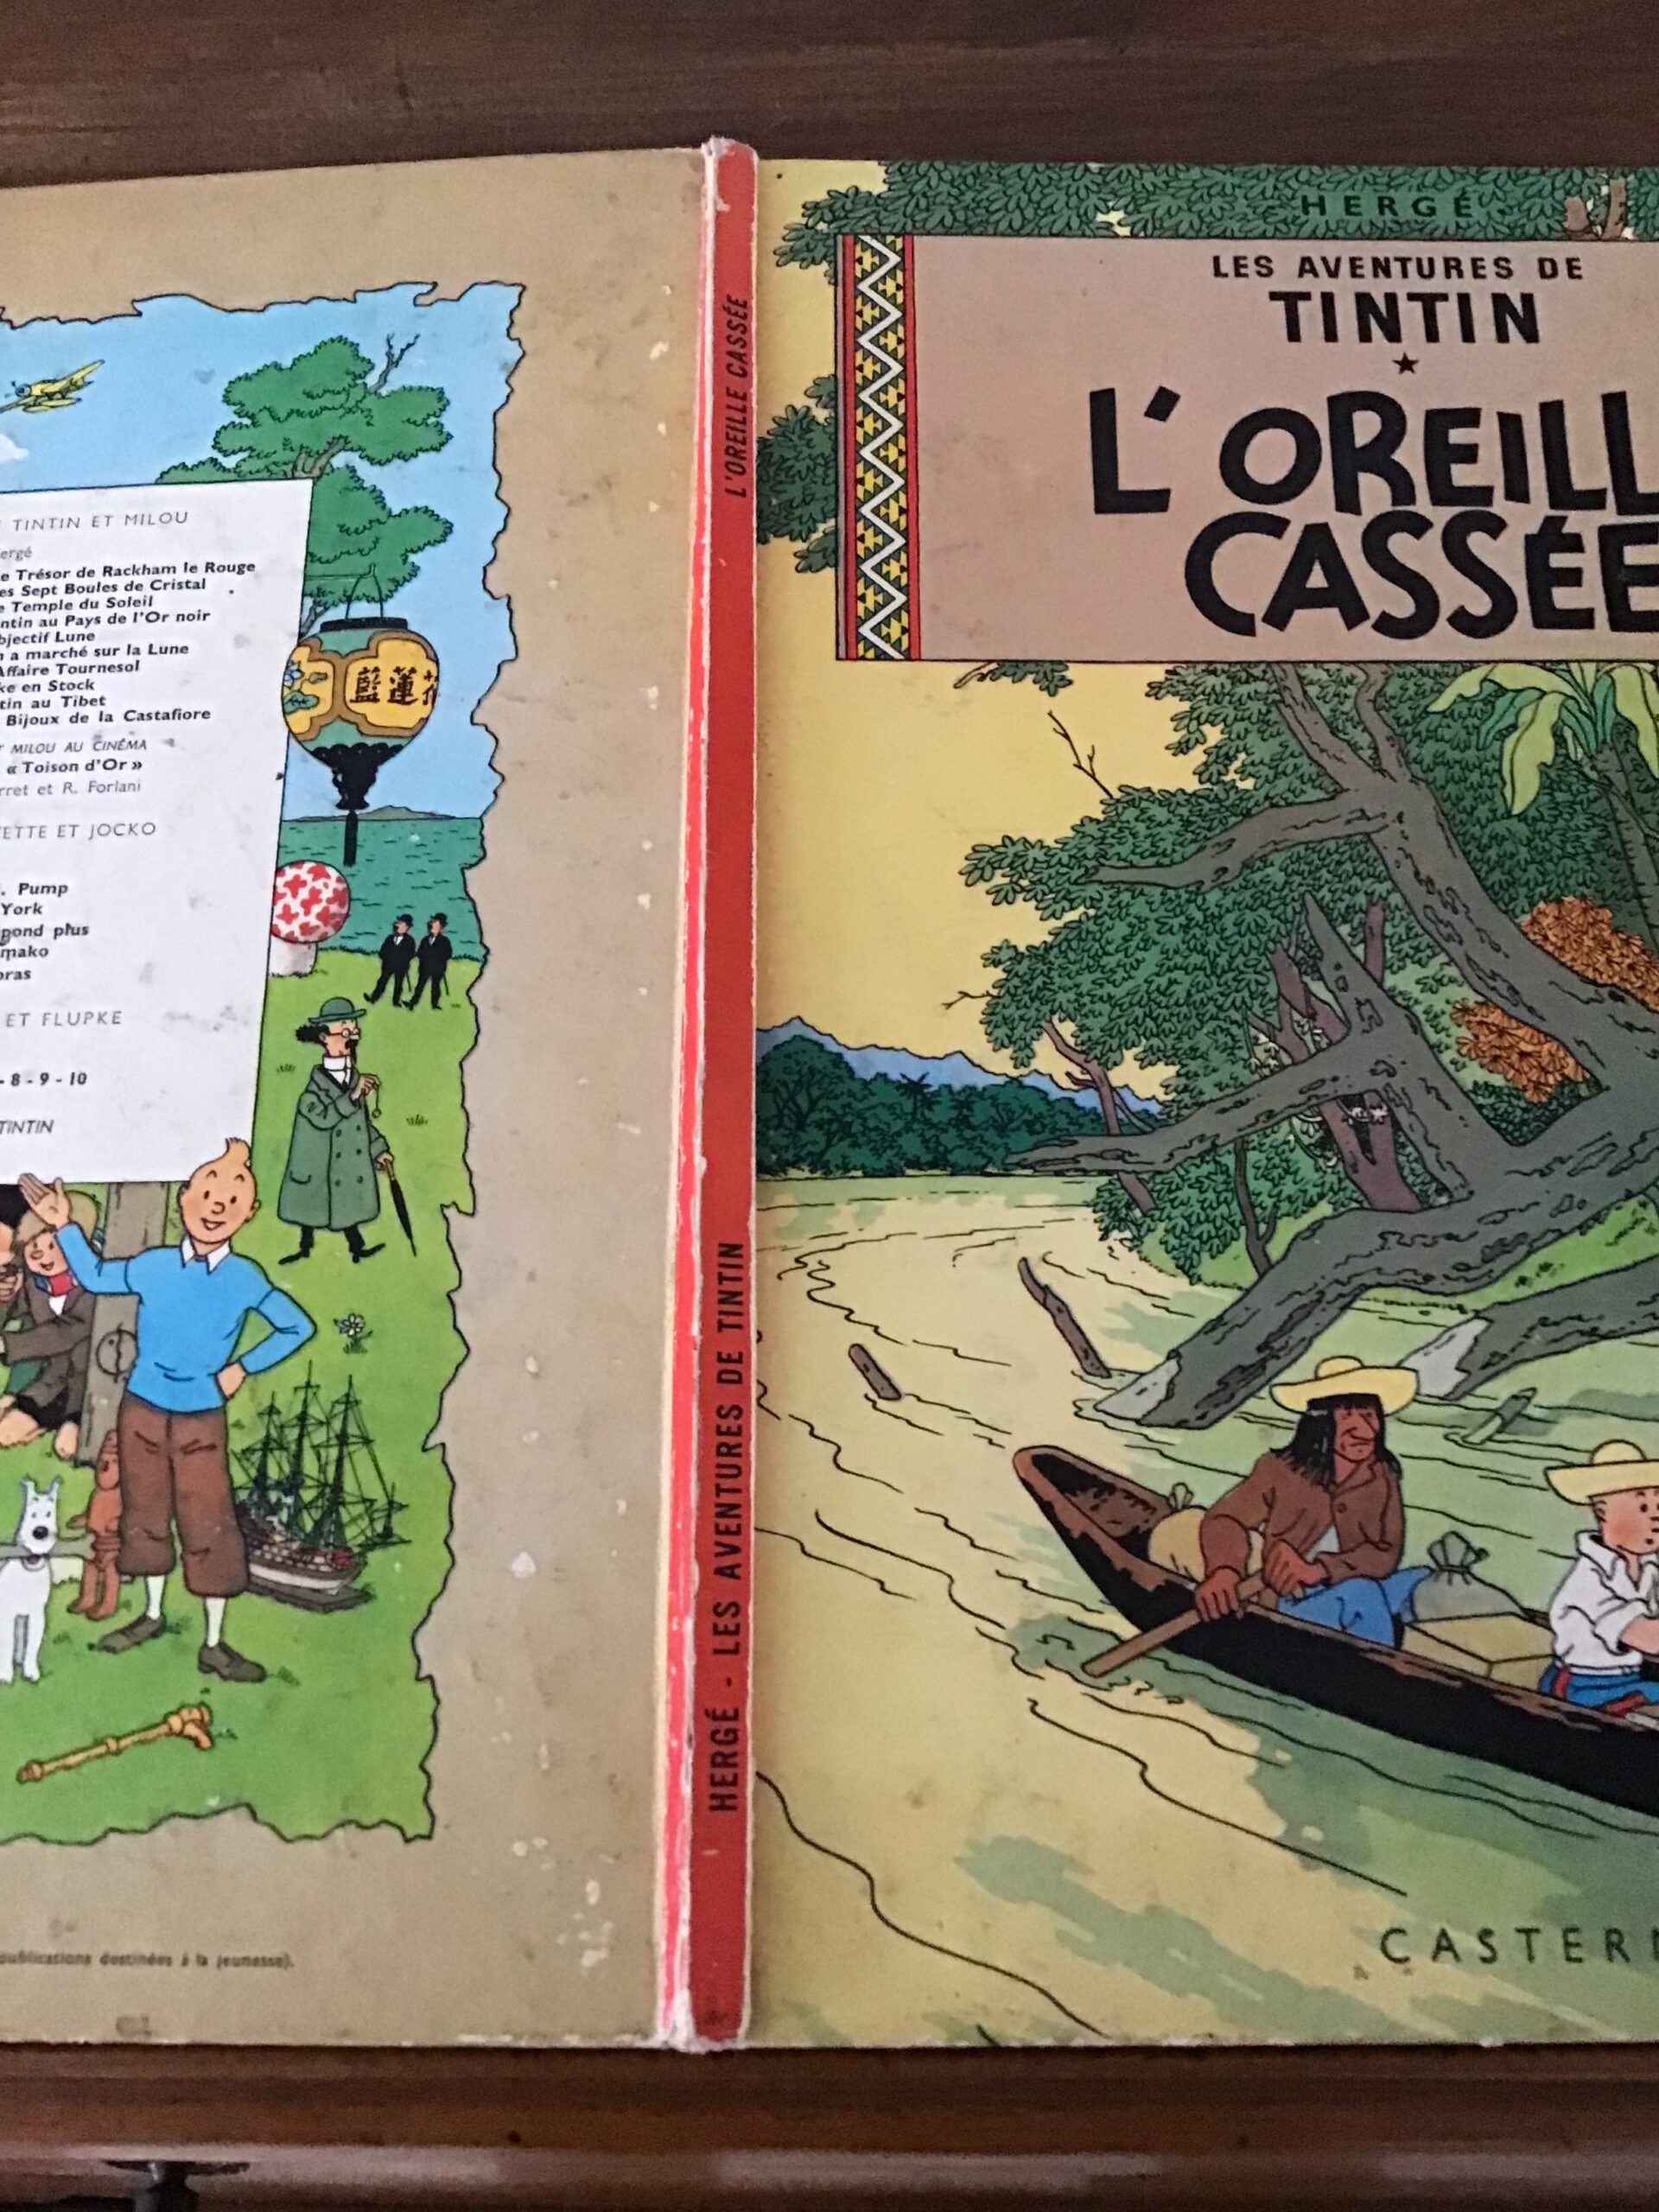 TINTIN ET MILOU
ergé
e Trésor de Rackham le Rouge
es Sept Boules de Cristal
e Temple du Soleil
ntin au Pays de l'Or noir
bjectif Lune
n a marché sur la Lune
Affaire Tournesol
ke en Stock
tin au Tibet
Bijoux de la Castafiore
MILOU AU CINÉMA
« Toison d'Or »
rret et R. Forlani
ETTE ET JOCKO
. Pump
York
pond plus
mako
oras
ET FLUPKE
- 8 - 9 - 10
TINTIN
藍蓮
publications destinées à la jeunesse).
L'OREILLE CASSÉE
HERGÉ - LES AVENTURES DE TINTIN
HERGÉ
LES AVENTURES DE
TINTIN
L'OREILL
CASSÉE
CASTER